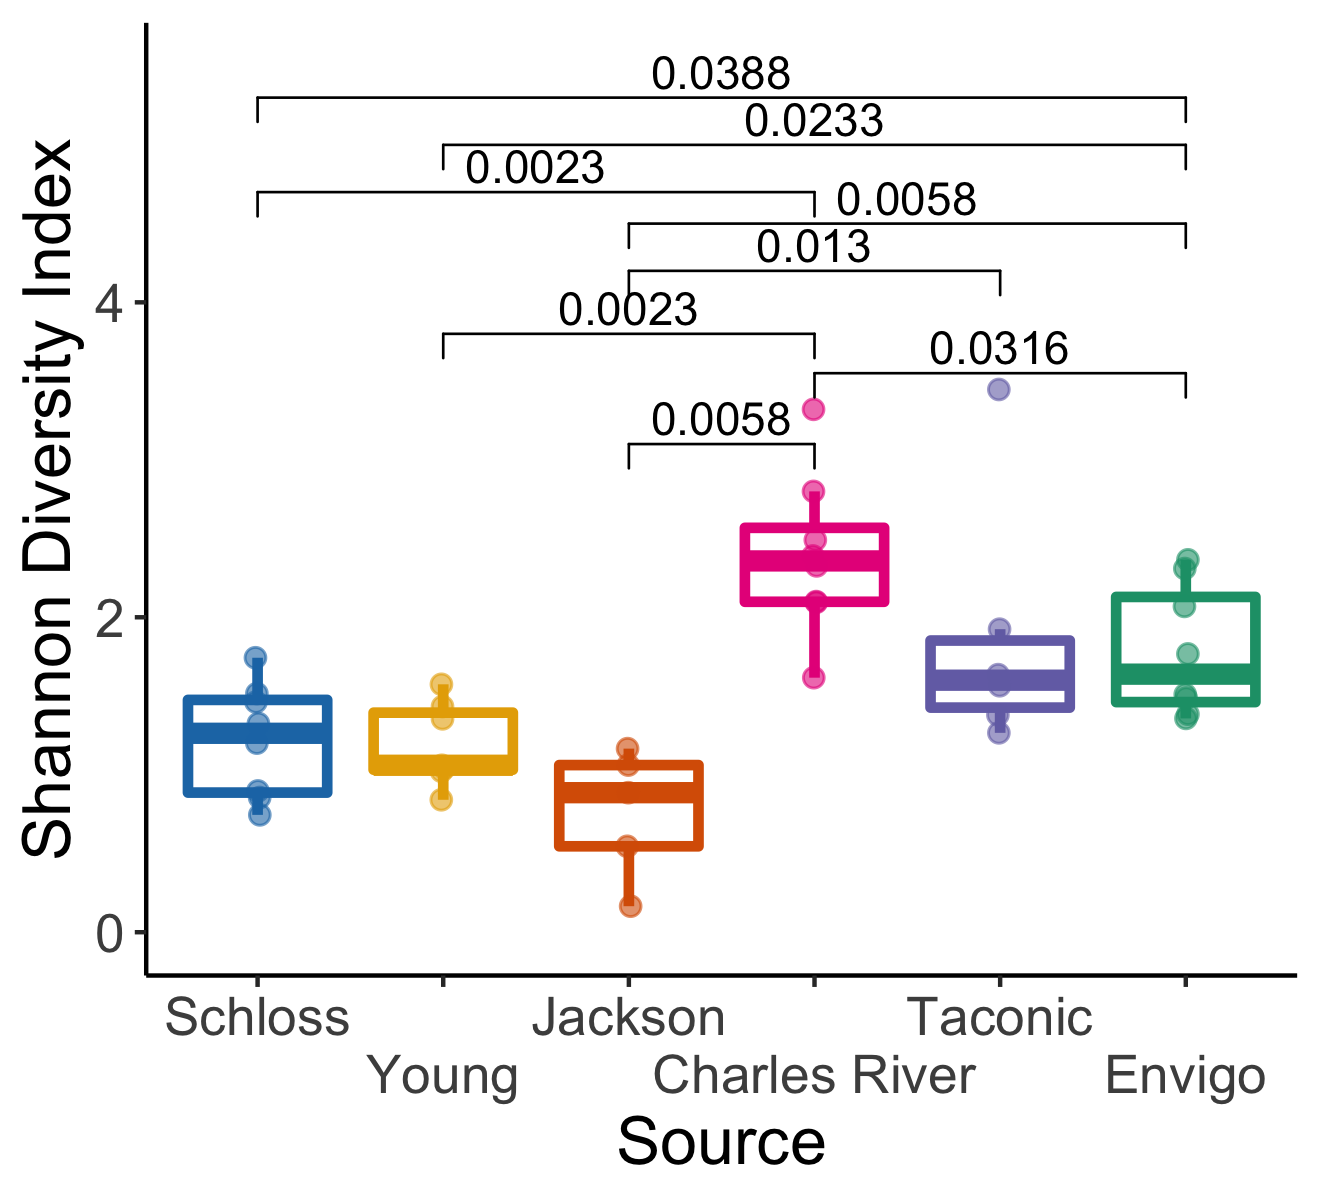 0.0388
0.0233
0.0023
0.0058
0.013
0.0023
0.0316
0.0058
Shannon Diversity Index
4
2
0
Schloss
Jackson
Taconic
Young
Charles River
Envigo
Source